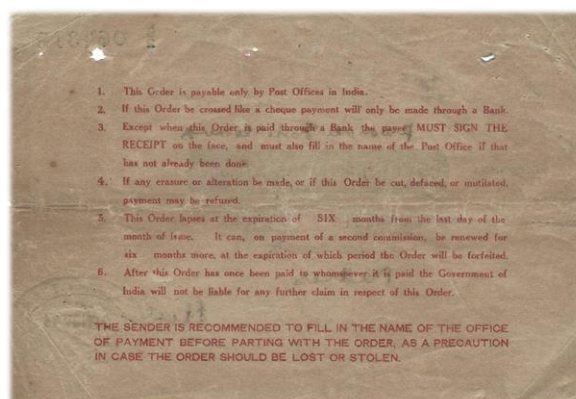 1. This Order is payable only by Post Offices in India.
2. If this Order be crossed like a cheque payment will only be made through a Bank.
3. Except when this Order is paid through a Bank the payee MUST SIGN THE
RECEIPT on the face, and must also fill in the name of the Post Office if that
has not already been done.
4. If any erasure or alteration be made, or if this Order be cut, defaced, or mutilated,
payment may be refused.
5. This Order lapses at the expiration of SIX months from the last day of the
month of issue. It can, on payment of a second commission, be renewed for
six months more, at the expiration of which period the Order will be forfeited.
6. After this Order has once been paid to whomsoever it is paid the Government of
India will not be liable for any further claim in respect of this Order.
THE SENDER IS RECOMMENDED TO FILL IN THE NAME OF THE OFFICE
OF PAYMENT BEFORE PARTING WITH THE ORDER, AS A PRECAUTION
IN CASE THE ORDER SHOULD BE LOST OR STOLEN.